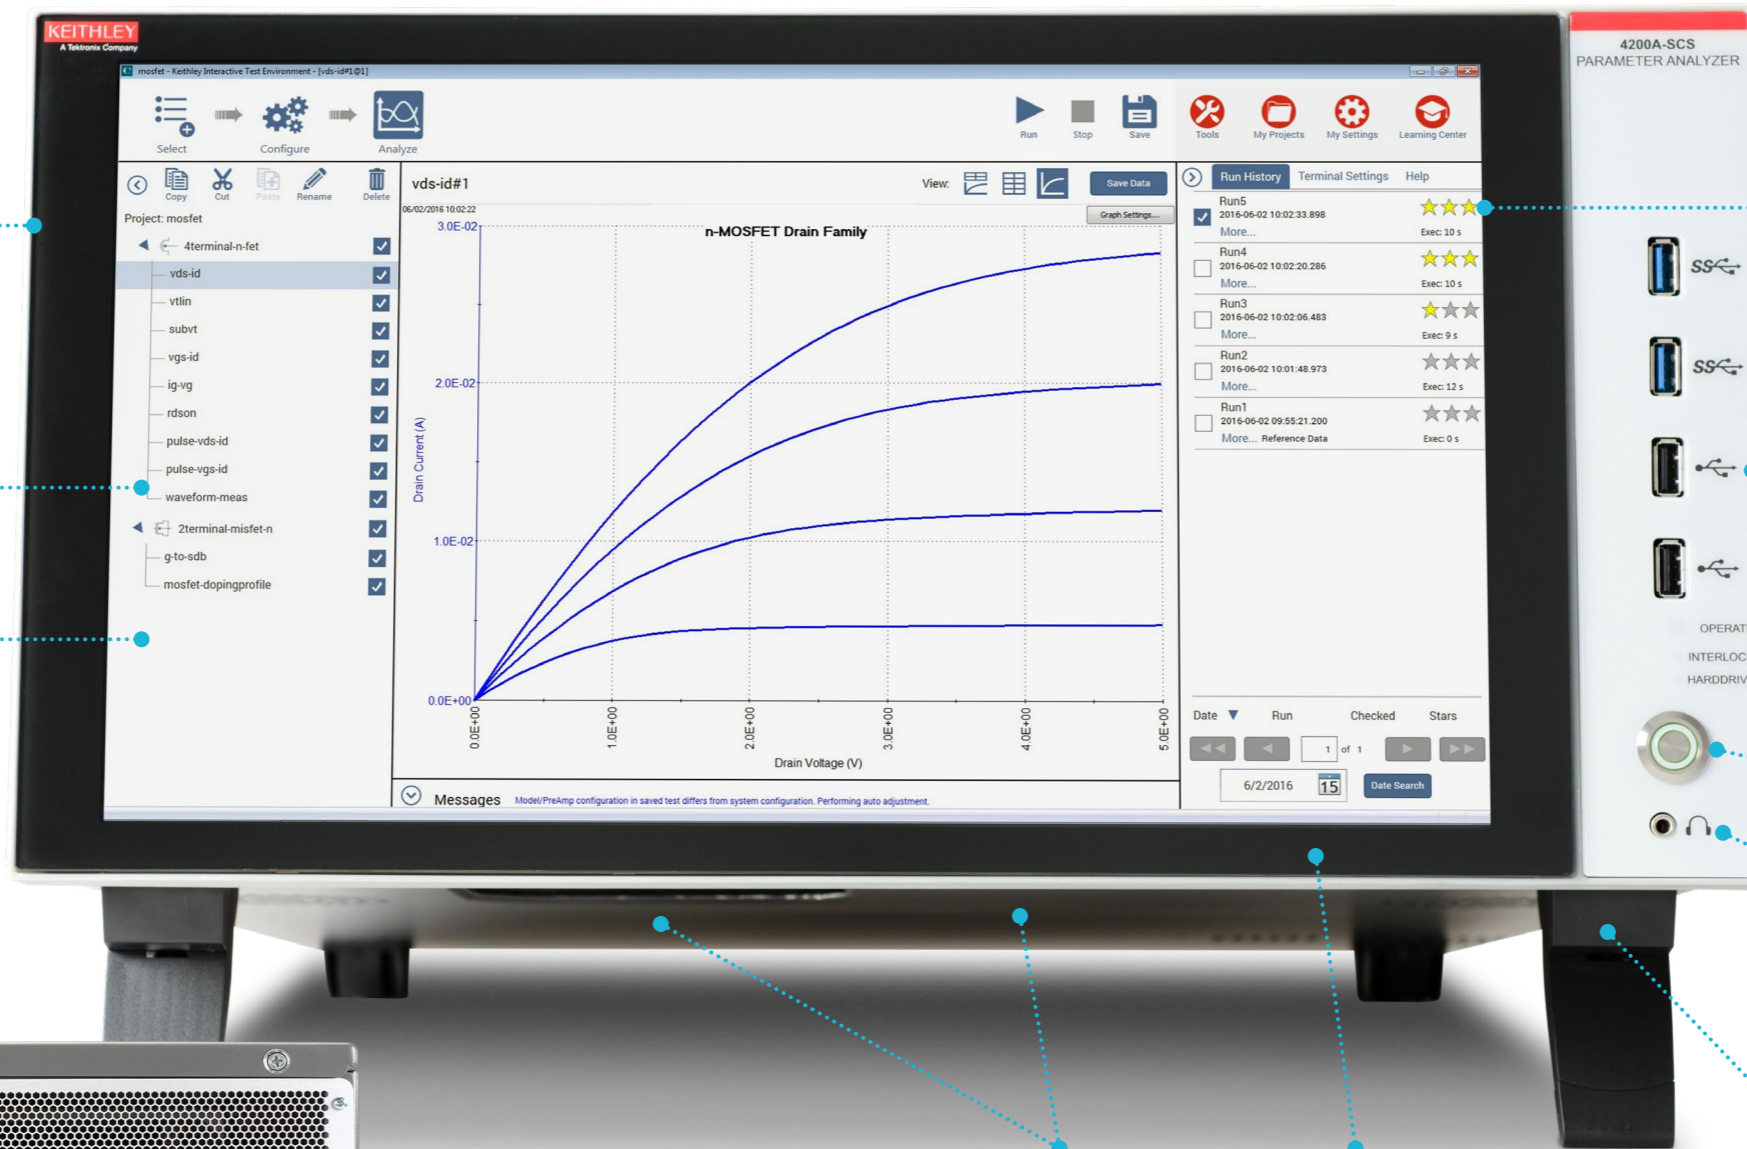 KEITHLEY
A Tektronix Company
4200A-SCS
PARAMETER ANALYZER
mosfet - Keithley Interactive Test Environment - [vds-id#1@1]
Select
Configure
Analyze
Run
Stop
Save
Tools
My Projects
My Settings
Learning Center
Copy
Cut
Paste
Rename
Delete
Project: mosfet
4terminal-n-fet
vds-id
vtlin
subvt
vgs-id
ig-vg
rdson
pulse-vds-id
pulse-vgs-id
waveform-meas
2terminal-misfet-n
g-to-sdb
mosfet-dopingprofile
vds-id#1
View:
Save Data
06/02/2016 10:02:22
Graph Settings...
n-MOSFET Drain Family
3.0E-02
2.0E-02
1.0E-02
0.0E+00
Drain Current (A)
0.0E+00
1.0E+00
2.0E+00
3.0E+00
4.0E+00
5.0E+00
Drain Voltage (V)
Messages Model/PreAmp configuration in saved test differs from system configuration. Performing auto adjustment.
Run History Terminal Settings Help
Run5
2016-06-02 10:02:33.898
More... Exec: 10 s
Run4
2016-06-02 10:02:20.286
More... Exec: 10 s
Run3
2016-06-02 10:02:06.483
More... Exec: 9 s
Run2
2016-06-02 10:01:48.973
More... Exec: 12 s
Run1
2016-06-02 09:55:21.200
More... Reference Data Exec: 0 s
Date Run Checked Stars
1 of 1
6/2/2016 15 Date Search
SS
SS
OPERAT
INTERLOC
HARDDRIV